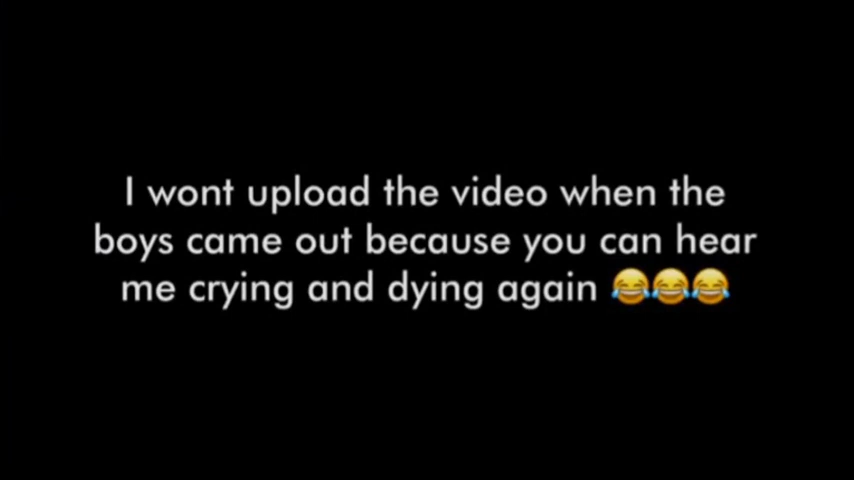 I wont upload the video when the
boys came out because you can hear
me crying and dying again 😂😂😂